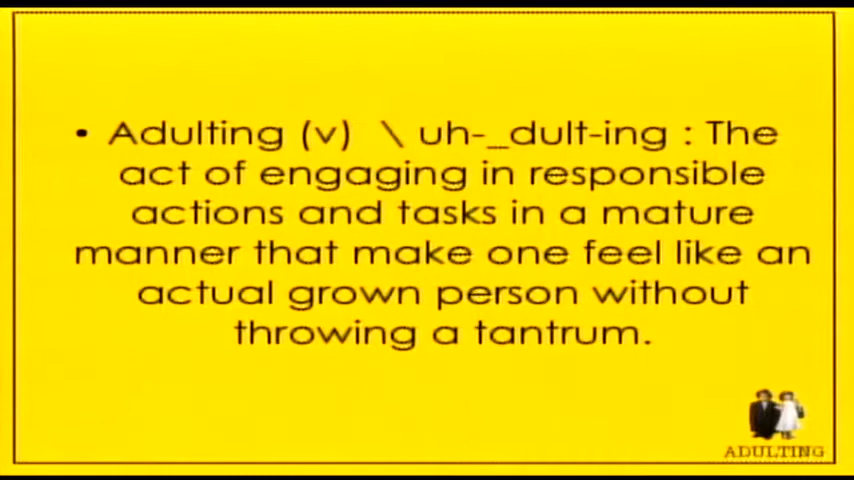 • Adulting (v) \ uh-_dult-ing : The
act of engaging in responsible
actions and tasks in a mature
manner that make one feel like an
actual grown person without
throwing a tantrum.
ADULTING